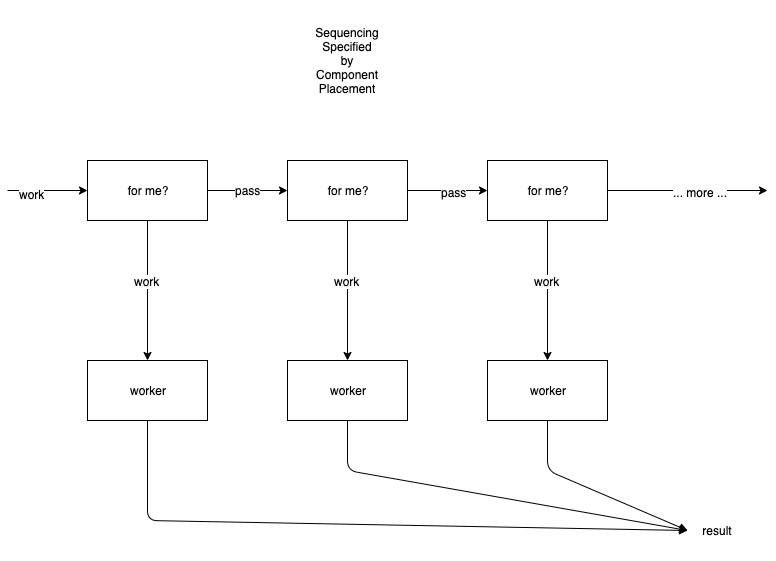 Sequencing
Specified
by
Component
Placement
work
for me?
pass
for me?
pass
for me?
... more ...
work
work
work
worker
worker
worker
result